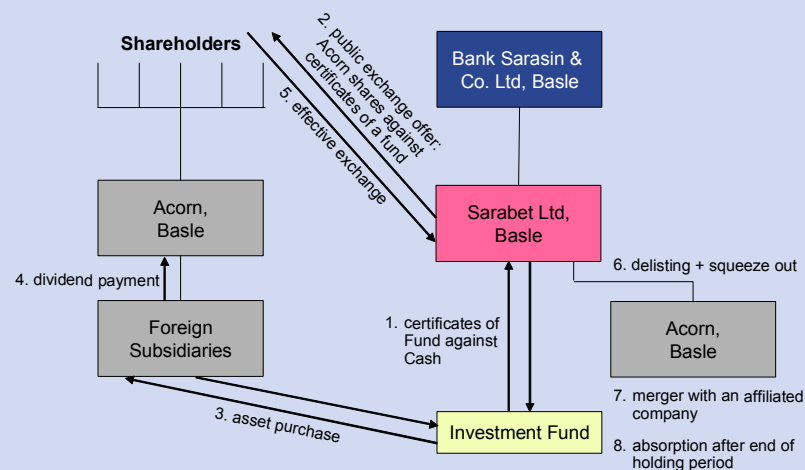 Shareholders
2. public exchange offer:
Acorn shares against
certificates of a fund
5. effective exchange
Bank Sarasin &
Co. Ltd, Basle
Acorn,
Basle
Sarabet Ltd,
Basle
4. dividend payment
6. delisting + squeeze out
Foreign
Subsidiaries
1. certificates of
Fund against
Cash
Acorn,
Basle
3. asset purchase
Investment Fund
7. merger with an affiliated
company
8. absorption after end of
holding period